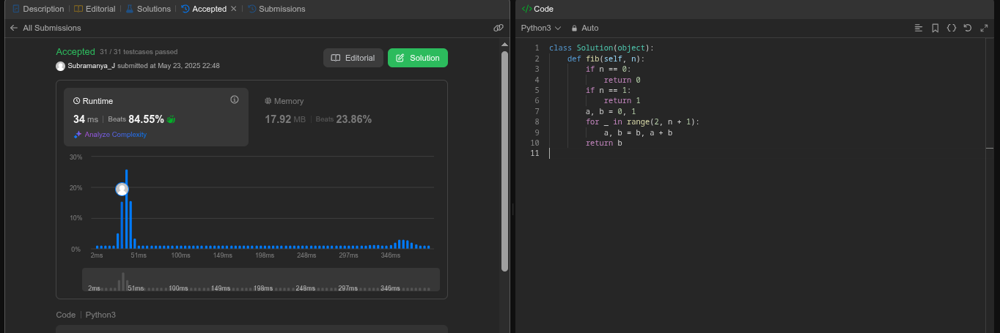 Description Editorial Solutions Accepted Submissions
All Submissions
Accepted 31 / 31 testcases passed
Subramanya_J submitted at May 23, 2025 22:48
Editorial
Solution
Runtime
34 ms Beats 84.55%
Analyze Complexity
Memory
17.92 MB Beats 23.86%
30%
20%
10%
0%
2ms 51ms 100ms 149ms 198ms 248ms 297ms 346ms
2ms 51ms 100ms 149ms 198ms 248ms 297ms 346ms
Code Python3
</> Code
Python3 Auto
1 class Solution(object):
2     def fib(self, n):
3         if n == 0:
4             return 0
5         if n == 1:
6             return 1
7         a, b = 0, 1
8         for _ in range(2, n + 1):
9             a, b = b, a + b
10         return b
11